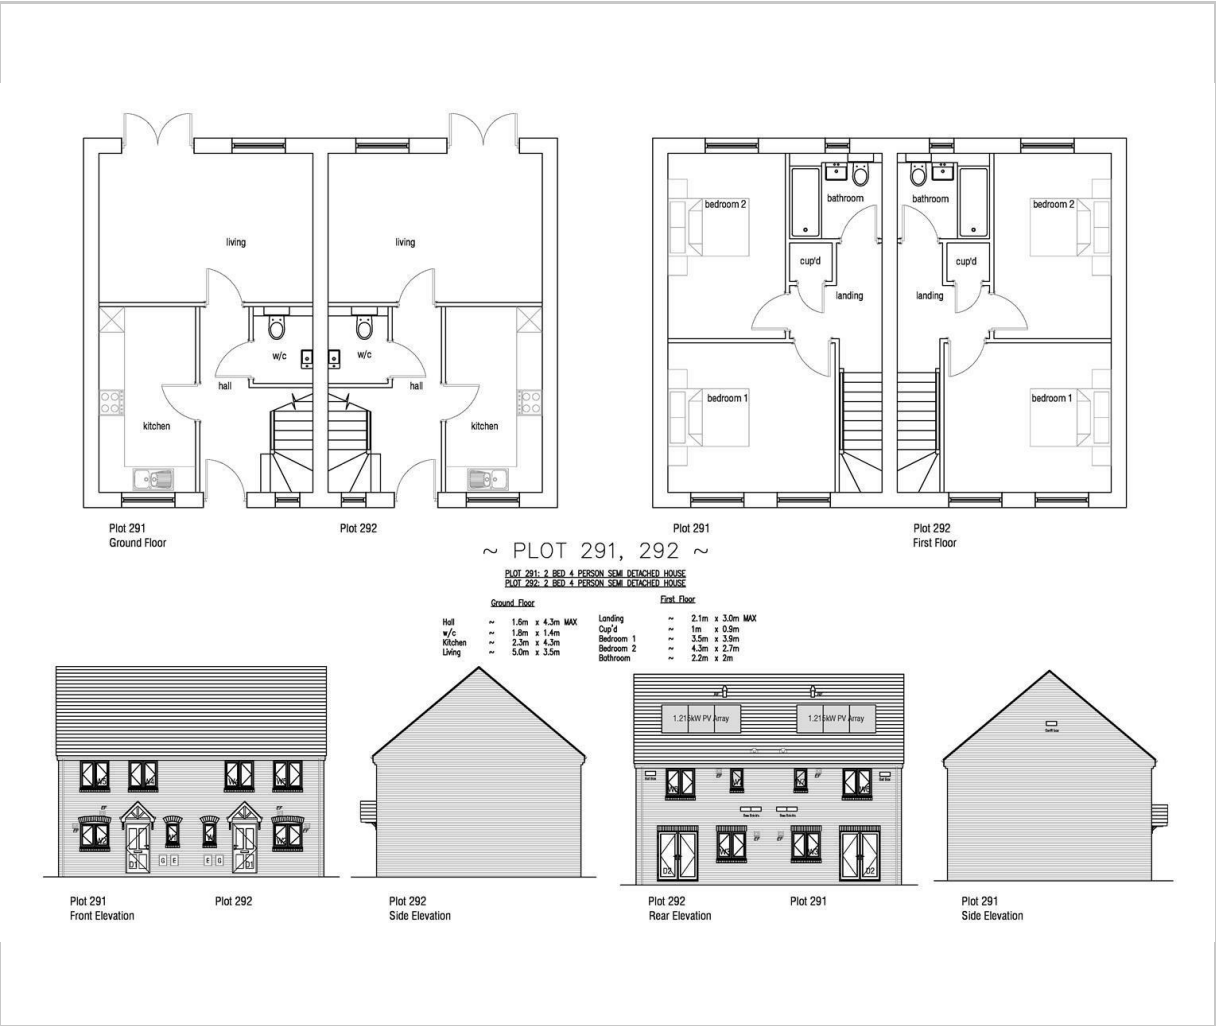 living
living
w/c
w/c
hall
hall
kitchen
kitchen
Plot 291
Ground Floor
Plot 292
bedroom 2
bathroom
bathroom
bedroom 2
cup'd
cup'd
landing
landing
bedroom 1
bedroom 1
Plot 291
Plot 292
First Floor
~ PLOT 291, 292 ~
PLOT 291: 2 BED 4 PERSON SEMI DETACHED HOUSE
PLOT 292: 2 BED 4 PERSON SEMI DETACHED HOUSE
Ground Floor
Hall ~ 1.6m x 4.3m MAX
w/c ~ 1.8m x 1.4m
Kitchen ~ 2.3m x 4.3m
Living ~ 5.0m x 3.5m
First Floor
Landing ~ 2.1m x 3.0m MAX
Cup'd ~ 1m x 0.9m
Bedroom 1 ~ 3.5m x 3.9m
Bedroom 2 ~ 4.3m x 2.7m
Bathroom ~ 2.2m x 2m
D1
G E
E G
D1
Plot 291
Front Elevation
Plot 292
Plot 292
Side Elevation
1.215kW PV Array
1.215kW PV Array
D2
D2
Plot 292
Rear Elevation
Plot 291
Plot 291
Side Elevation